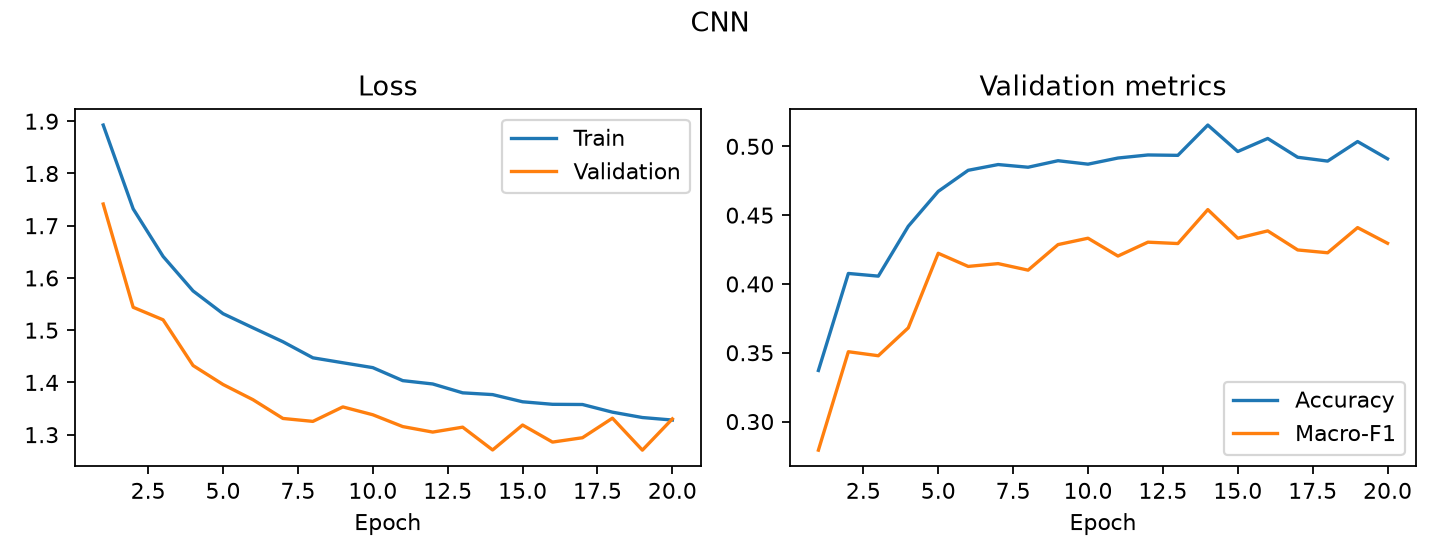 CNN
Loss
1.9
1.8
1.7
1.6
1.5
1.4
1.3
Train
Validation
2.5 5.0 7.5 10.0 12.5 15.0 17.5 20.0
Epoch
Validation metrics
0.50
0.45
0.40
0.35
0.30
Accuracy
Macro-F1
2.5 5.0 7.5 10.0 12.5 15.0 17.5 20.0
Epoch